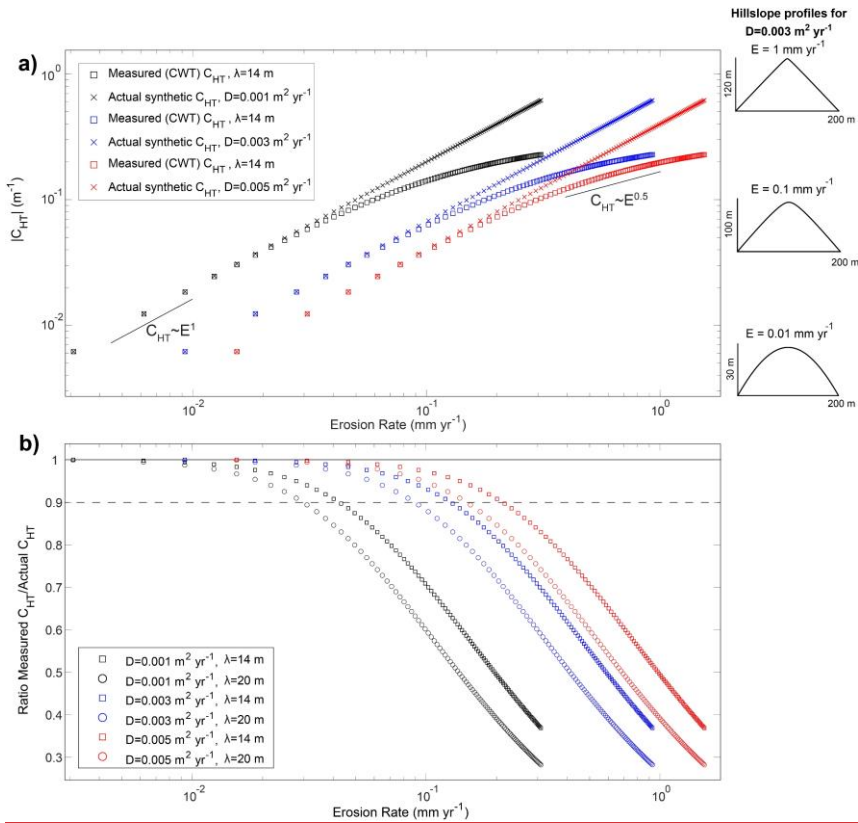 a)
10⁰
10⁻¹
10⁻²
|C_HT| (m⁻¹)
Measured (CWT) C_HT, λ=14 m
Actual synthetic C_HT, D=0.001 m² yr⁻¹
Measured (CWT) C_HT, λ=14 m
Actual synthetic C_HT, D=0.003 m² yr⁻¹
Measured (CWT) C_HT, λ=14 m
Actual synthetic C_HT, D=0.005 m² yr⁻¹
C_HT~E¹
C_HT~E⁰·⁵
10⁻²
10⁻¹
10⁰
Erosion Rate (mm yr⁻¹)
Hillslope profiles for
D=0.003 m² yr⁻¹
E = 1 mm yr⁻¹
120 m
200 m
E = 0.1 mm yr⁻¹
100 m
200 m
E = 0.01 mm yr⁻¹
30 m
200 m
b)
1
0.9
0.8
0.7
0.6
0.5
0.4
0.3
Ratio Measured C_HT/Actual C_HT
D=0.001 m² yr⁻¹, λ=14 m
D=0.001 m² yr⁻¹, λ=20 m
D=0.003 m² yr⁻¹, λ=14 m
D=0.003 m² yr⁻¹, λ=20 m
D=0.005 m² yr⁻¹, λ=14 m
D=0.005 m² yr⁻¹, λ=20 m
10⁻²
10⁻¹
10⁰
Erosion Rate (mm yr⁻¹)